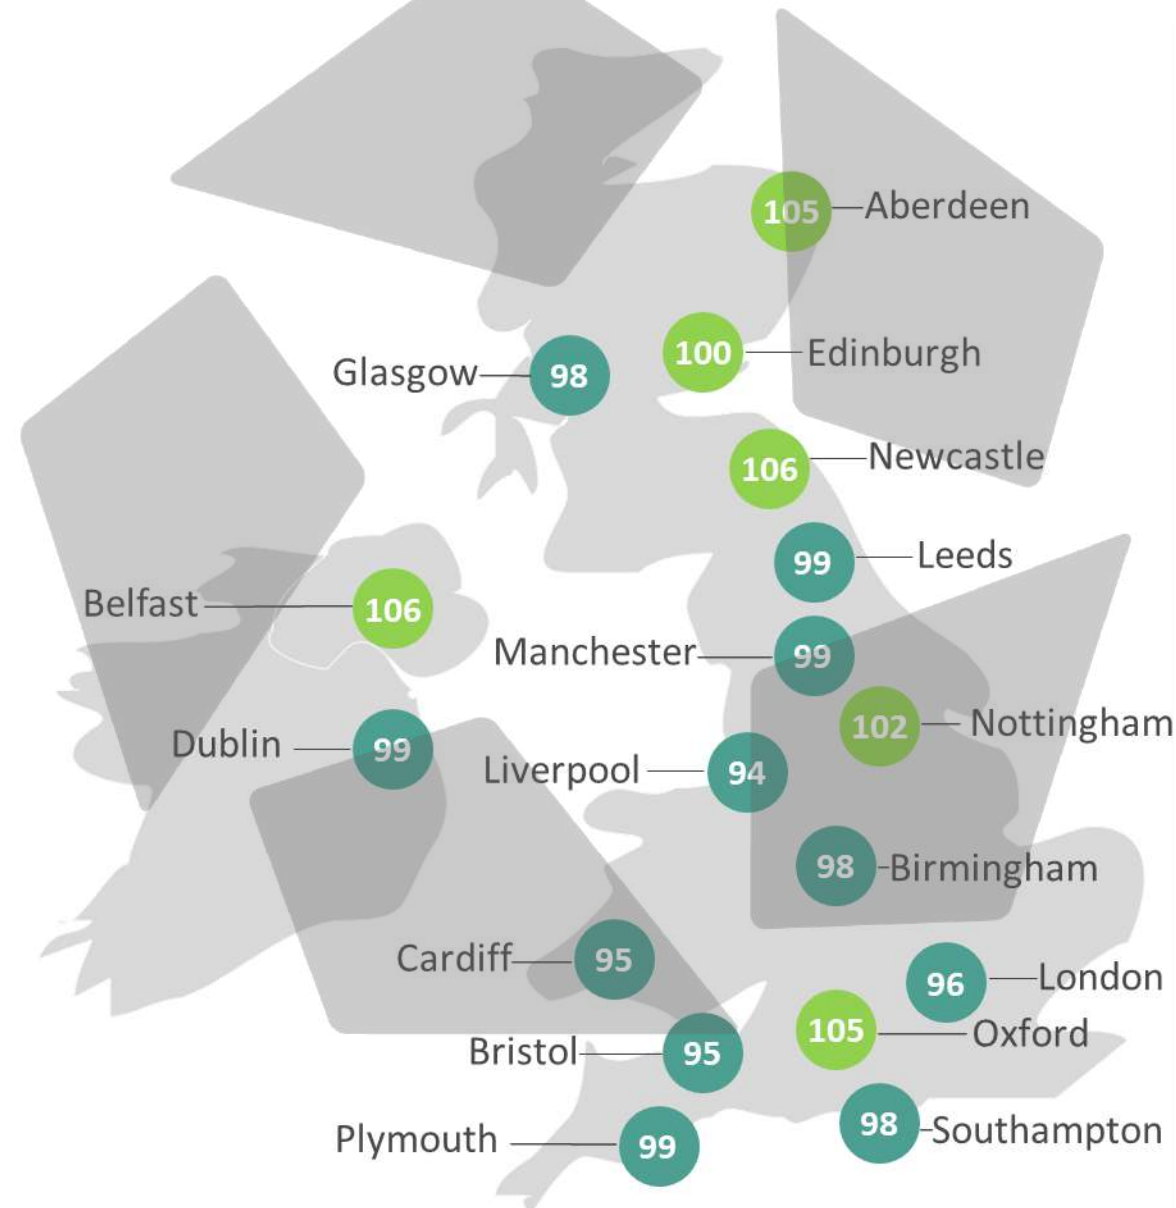 105 Aberdeen
100 Edinburgh
Glasgow 98
106 Newcastle
99 Leeds
Belfast 106
Manchester 99
102 Nottingham
Dublin 99
Liverpool 94
98 Birmingham
Cardiff 95
96 London
105 Oxford
Bristol 95
98 Southampton
Plymouth 99